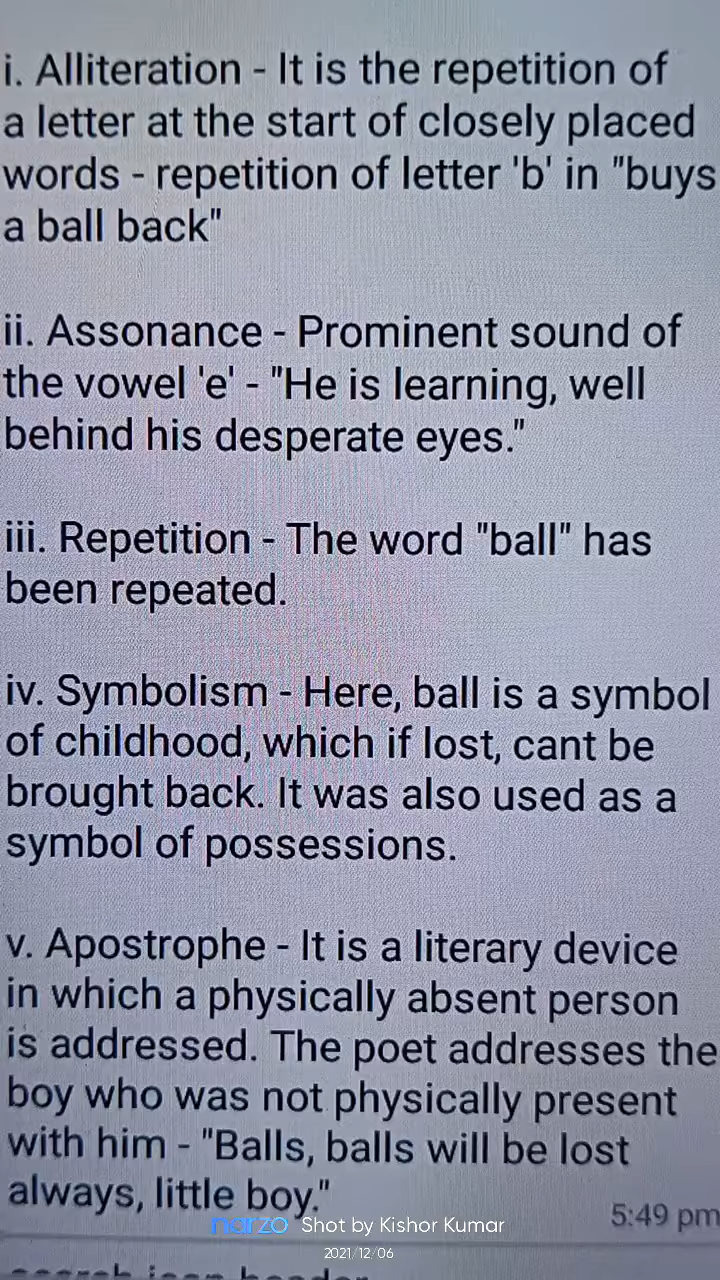 i. Alliteration - It is the repetition of
a letter at the start of closely placed
words - repetition of letter 'b' in "buys
a ball back"
ii. Assonance - Prominent sound of
the vowel 'e' - "He is learning, well
behind his desperate eyes."
iii. Repetition - The word "ball" has
been repeated.
iv. Symbolism - Here, ball is a symbol
of childhood, which if lost, cant be
brought back. It was also used as a
symbol of possessions.
v. Apostrophe - It is a literary device
in which a physically absent person
is addressed. The poet addresses the
boy who was not physically present
with him - "Balls, balls will be lost
always, little boy."
5:49 pm
narzo Shot by Kishor Kumar
2021/12/06